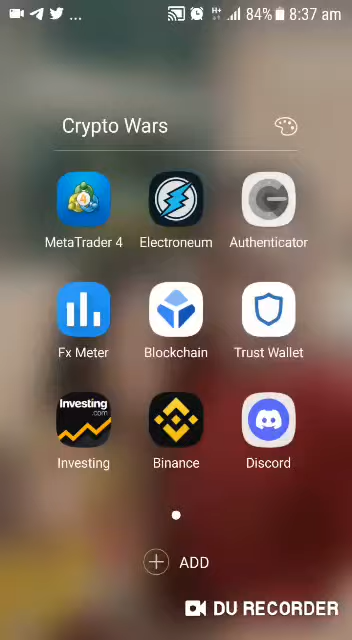 ... H+ 84% 8:37 am
Crypto Wars
MetaTrader 4 Electroneum Authenticator
Fx Meter Blockchain Trust Wallet
Investing
.com
Investing Binance Discord
ADD
DU RECORDER